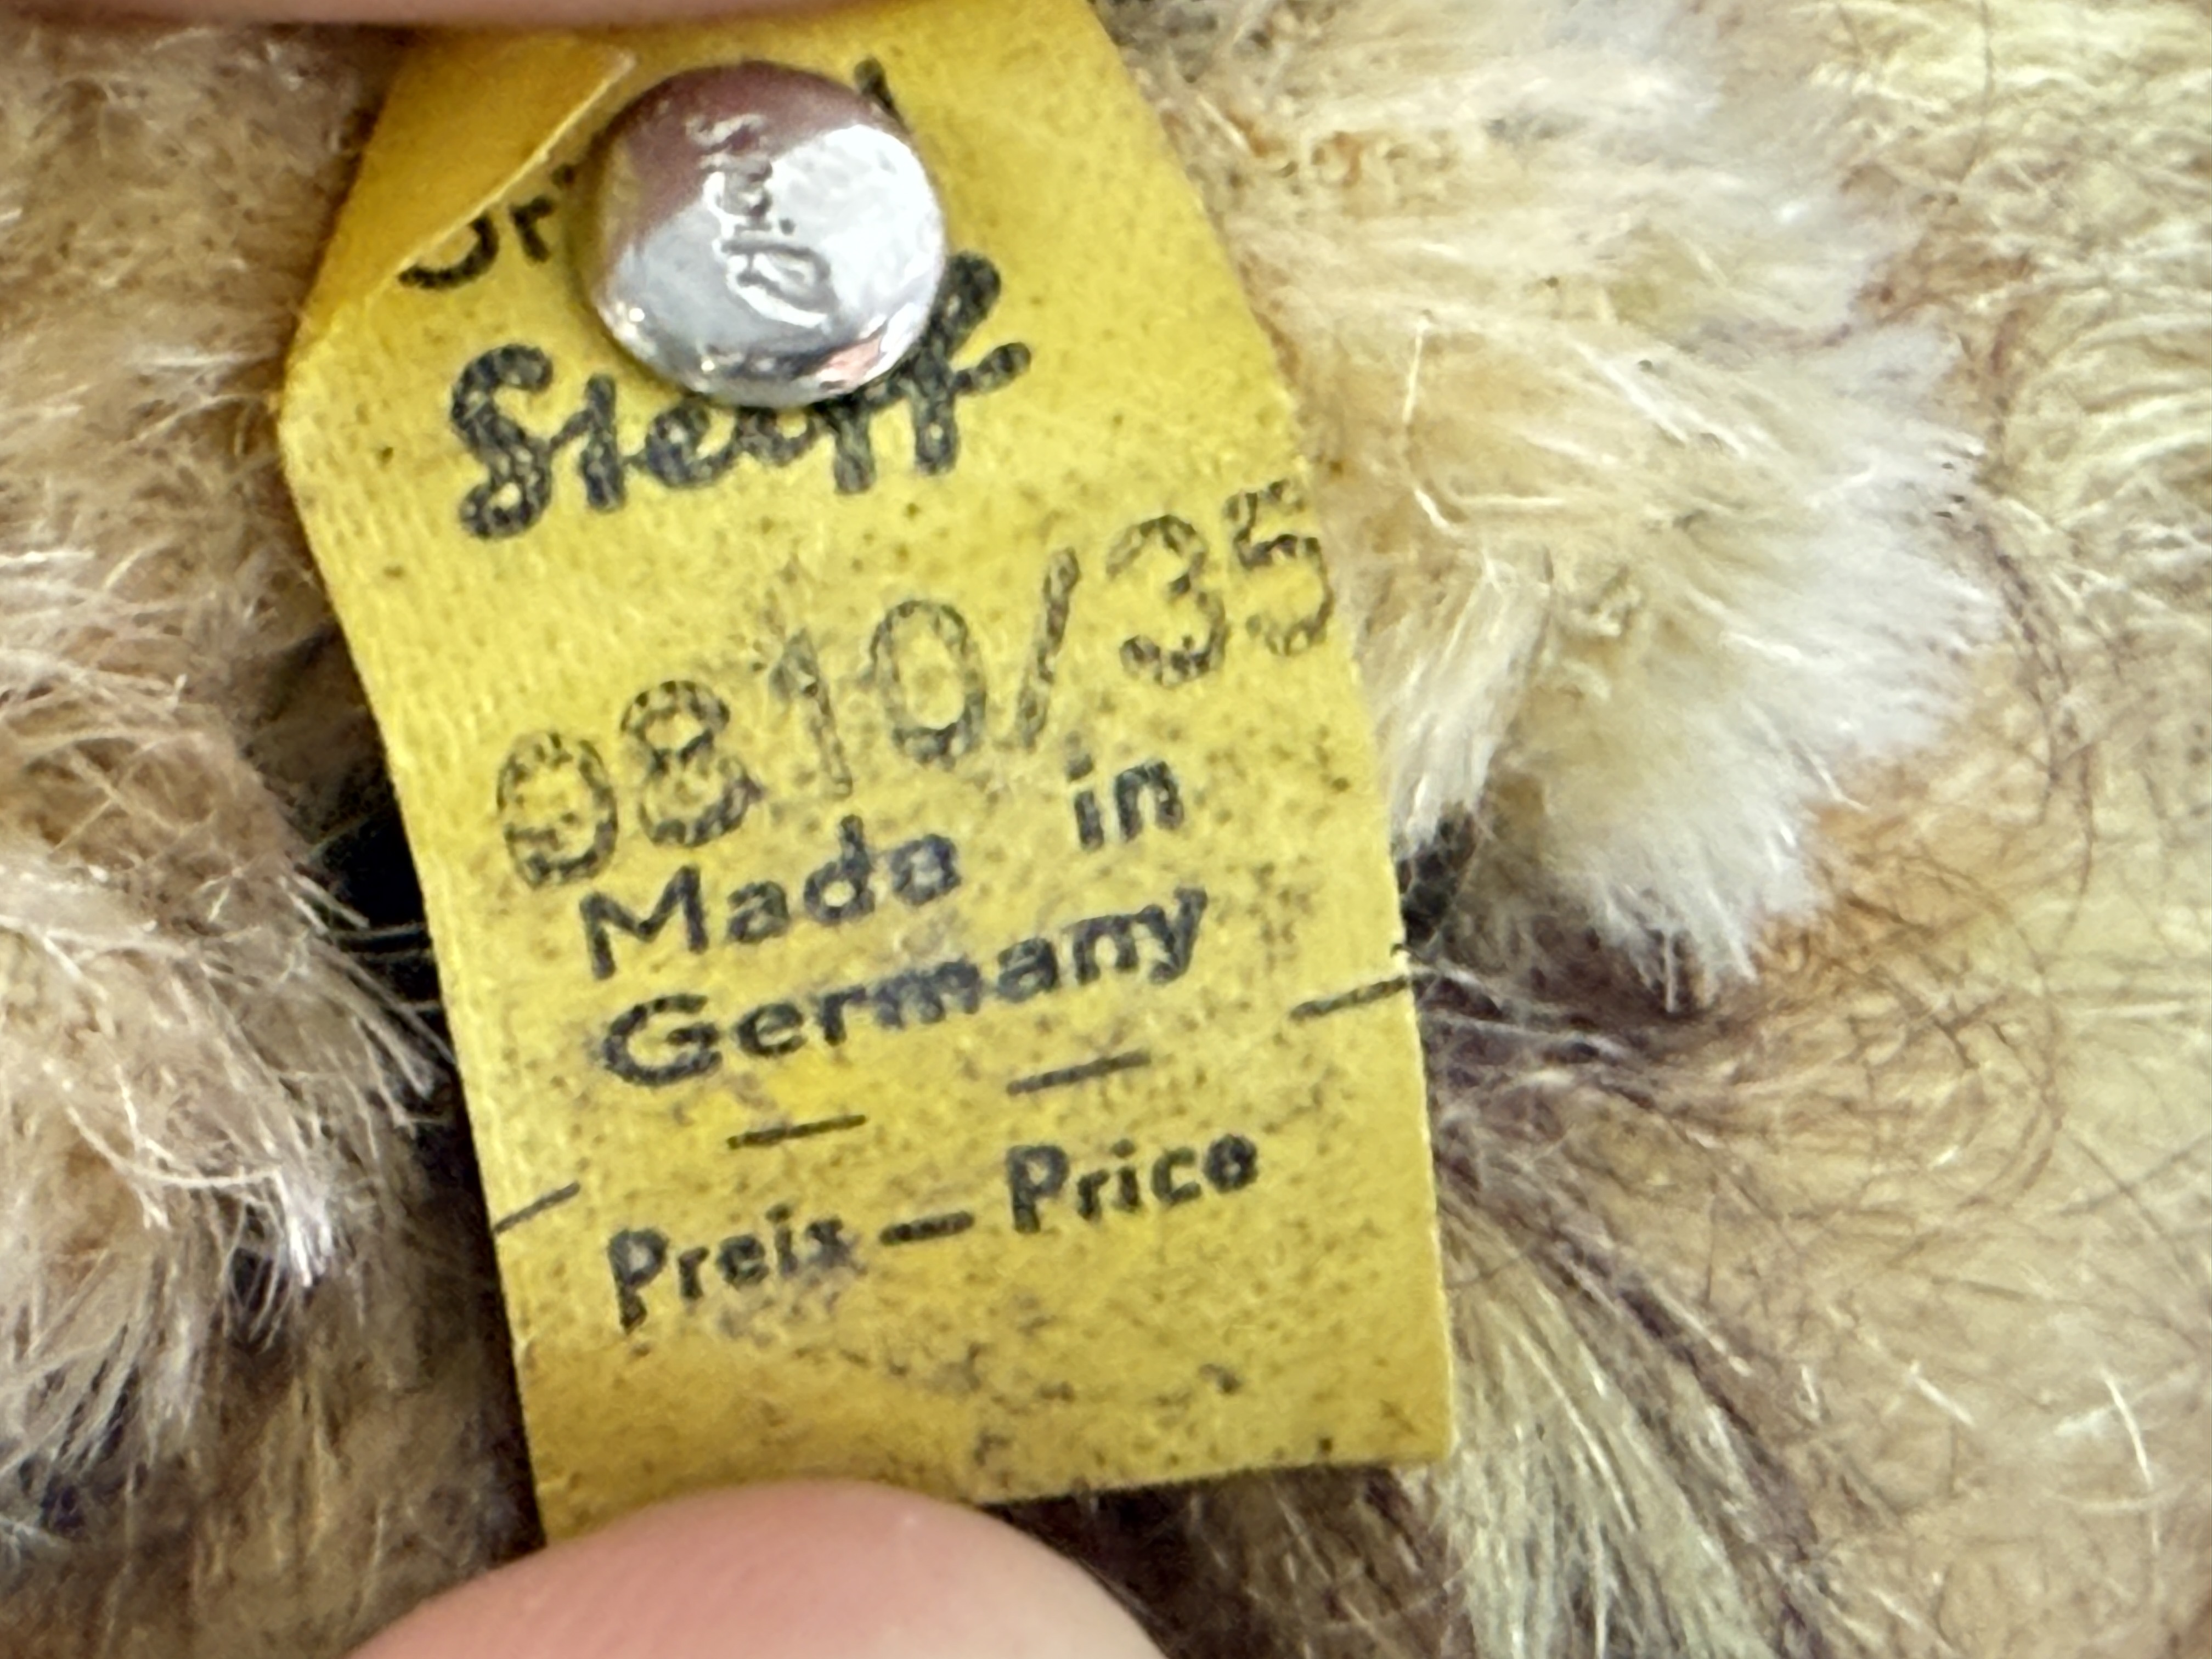 Steiff
0810/35
Made in
Germany
Preis — Price